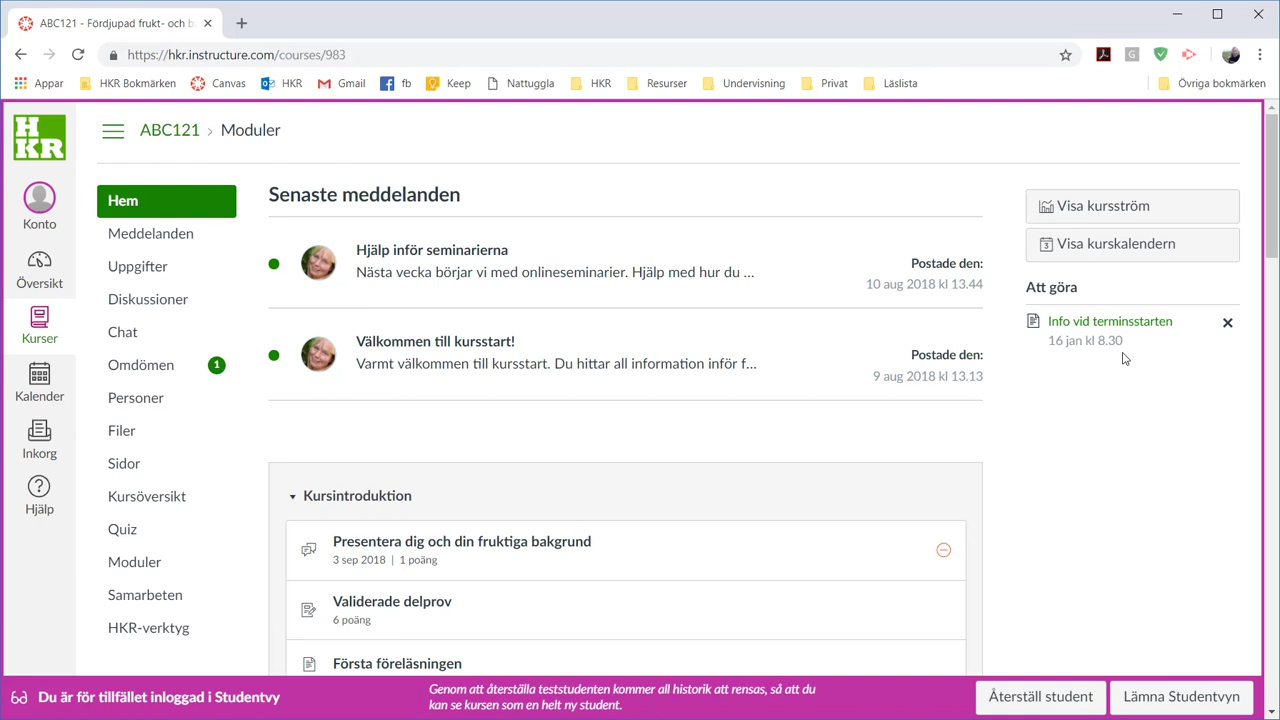 ABC121 - Fördjupad frukt- och b
https://hkr.instructure.com/courses/983
Appar HKR Bokmärken Canvas HKR Gmail fb Keep Nattuggla HKR Resurser Undervisning Privat Läslista Övriga bokmärken
H
KR
Konto
Översikt
Kurser
Kalender
Inkorg
Hjälp
ABC121 › Moduler
Hem
Meddelanden
Uppgifter
Diskussioner
Chat
Omdömen 1
Personer
Filer
Sidor
Kursöversikt
Quiz
Moduler
Samarbeten
HKR-verktyg
Senaste meddelanden
Hjälp inför seminarierna
Nästa vecka börjar vi med onlineseminarier. Hjälp med hur du ...
Postade den:
10 aug 2018 kl 13.44
Välkommen till kursstart!
Varmt välkommen till kursstart. Du hittar all information inför f...
Postade den:
9 aug 2018 kl 13.13
Kursintroduktion
Presentera dig och din fruktiga bakgrund
3 sep 2018 | 1 poäng
Validerade delprov
6 poäng
Första föreläsningen
Visa kursström
Visa kurskalendern
Att göra
Info vid terminsstarten
16 jan kl 8.30
Du är för tillfället inloggad i Studentvy
Genom att återställa teststudenten kommer all historik att rensas, så att du
kan se kursen som en helt ny student.
Återställ student
Lämna Studentvyn